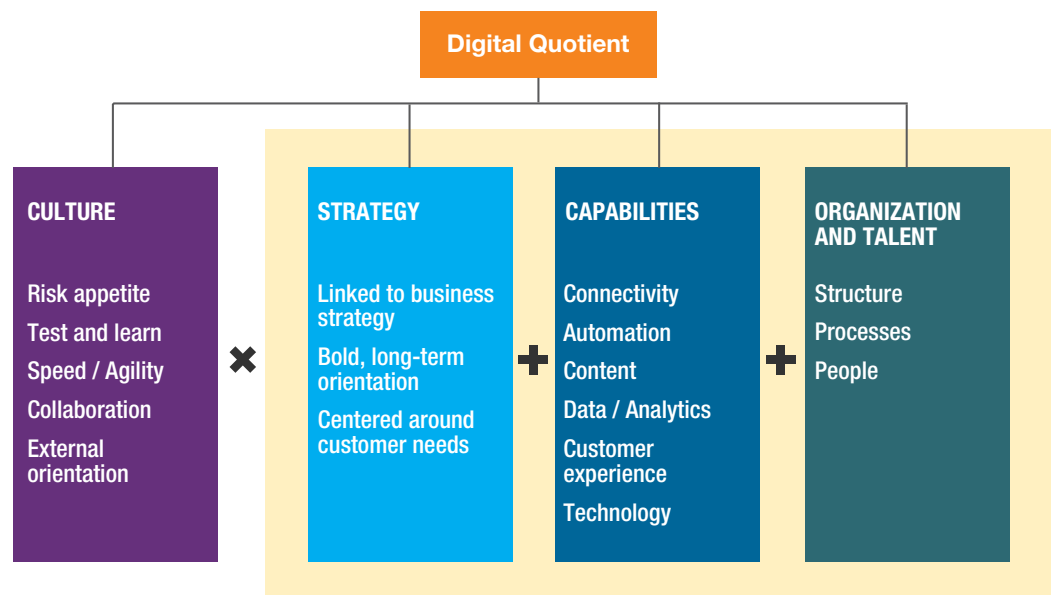 Digital Quotient
CULTURE
Risk appetite
Test and learn
Speed / Agility
Collaboration
External
orientation
STRATEGY
Linked to business
strategy
Bold, long-term
orientation
Centered around
customer needs
CAPABILITIES
Connectivity
Automation
Content
Data / Analytics
Customer
experience
Technology
ORGANIZATION
AND TALENT
Structure
Processes
People